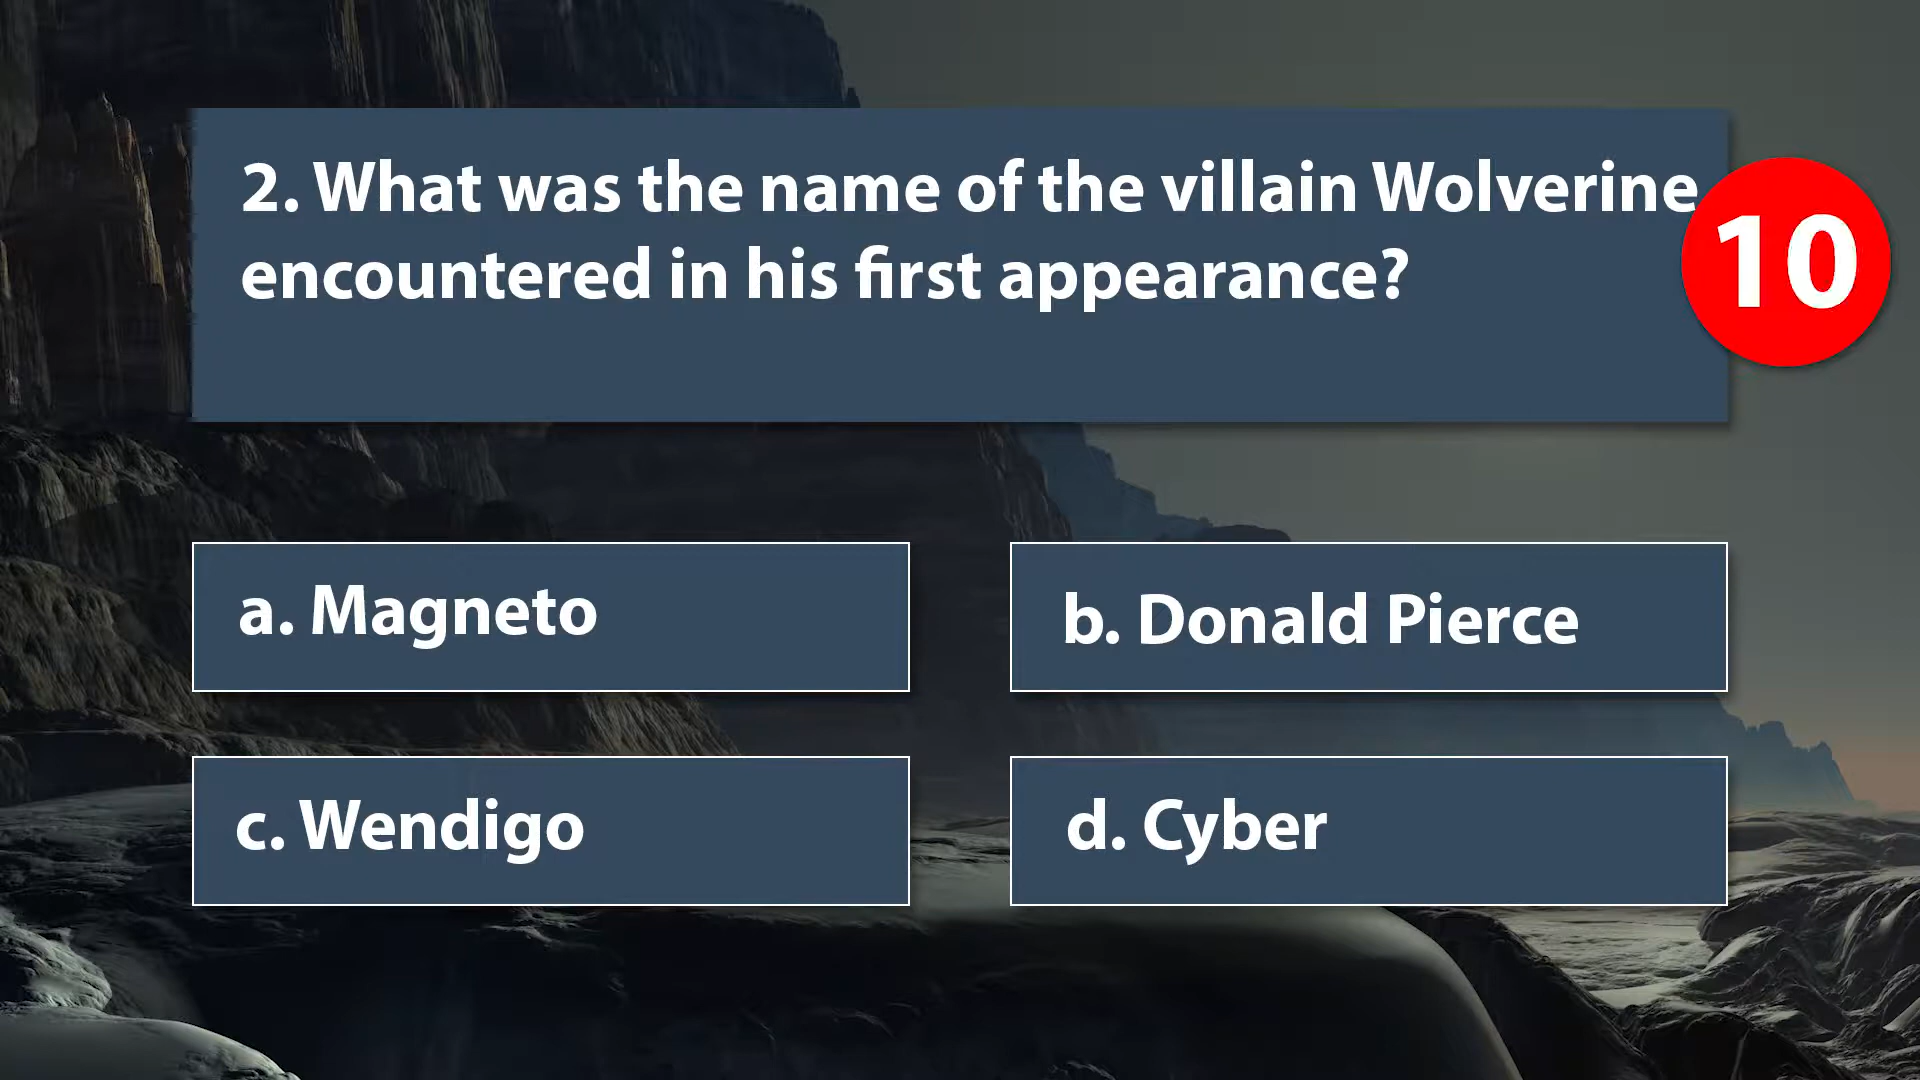 2. What was the name of the villain Wolverine
encountered in his first appearance?
10
a. Magneto
b. Donald Pierce
c. Wendigo
d. Cyber